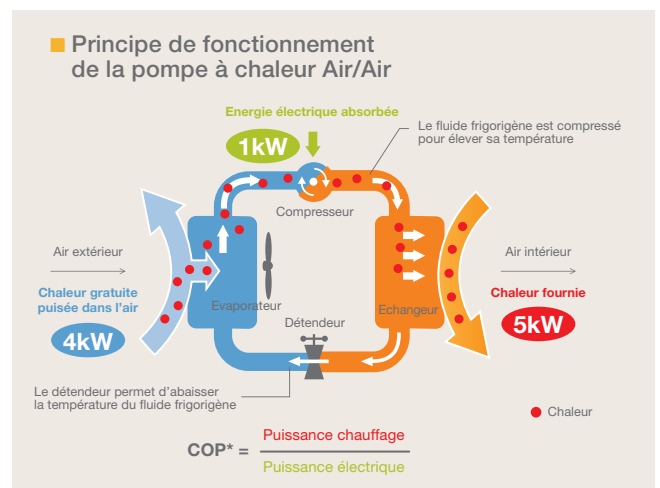 Principe de fonctionnement
de la pompe à chaleur Air/Air
Energie électrique absorbée
1kW
Le fluide frigorigène est compressé
pour élever sa température
Compresseur
Air extérieur
Chaleur gratuite
puisée dans l'air
4kW
Evaporateur
Détendeur
Echangeur
Air intérieur
Chaleur fournie
5kW
Le détendeur permet d'abaisser
la température du fluide frigorigène
Chaleur
COP* =
Puissance chauffage
Puissance électrique